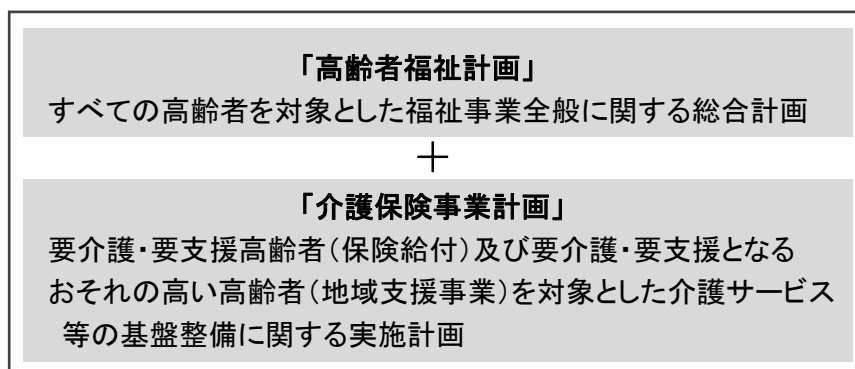 「高齢者福祉計画」
すべての高齢者を対象とした福祉事業全般に関する総合計画
＋
「介護保険事業計画」
要介護・要支援高齢者（保険給付）及び要介護・要支援となる
おそれの高い高齢者（地域支援事業）を対象とした介護サービス
等の基盤整備に関する実施計画